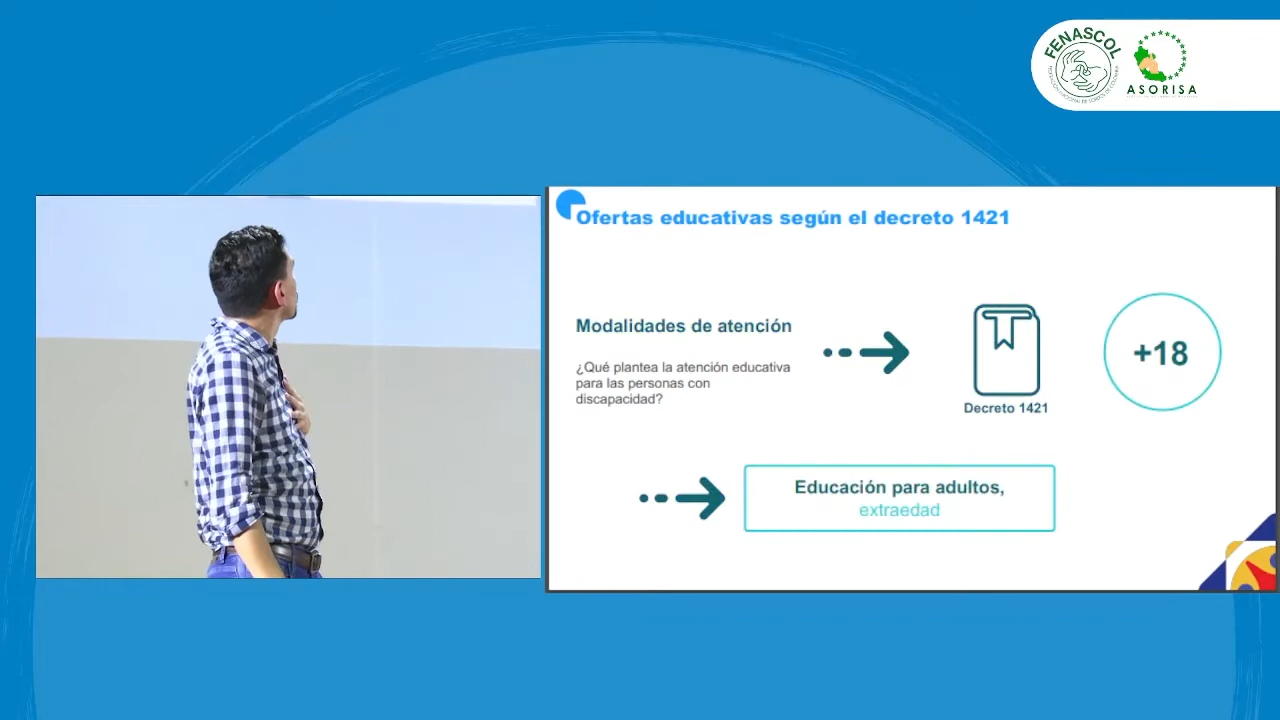 FENASCOL
ASORISA
Ofertas educativas según el decreto 1421
Modalidades de atención
¿Qué plantea la atención educativa
para las personas con
discapacidad?
Decreto 1421
+18
Educación para adultos,
extraedad